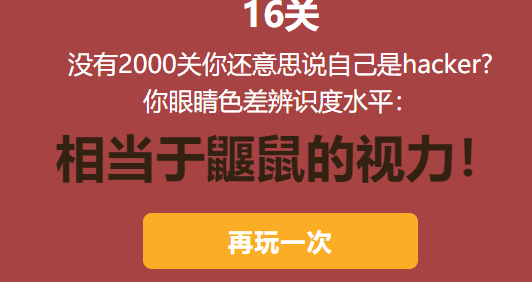 16关
没有2000关你还意思说自己是hacker?
你眼睛色差辨识度水平：
相当于鼹鼠的视力！
再玩一次